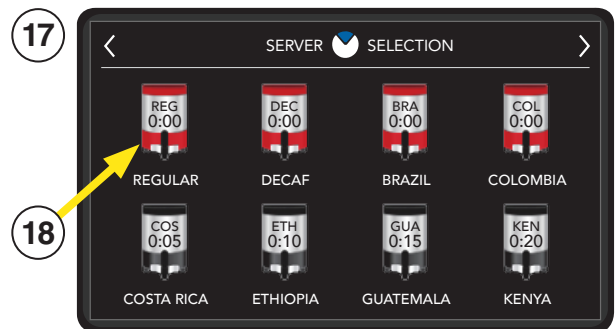 17
SERVER SELECTION
REG DEC BRA COL
0:00 0:00 0:00 0:00
REGULAR DECAF BRAZIL COLOMBIA
18
COS ETH GUA KEN
0:05 0:10 0:15 0:20
COSTA RICA ETHIOPIA GUATEMALA KENYA